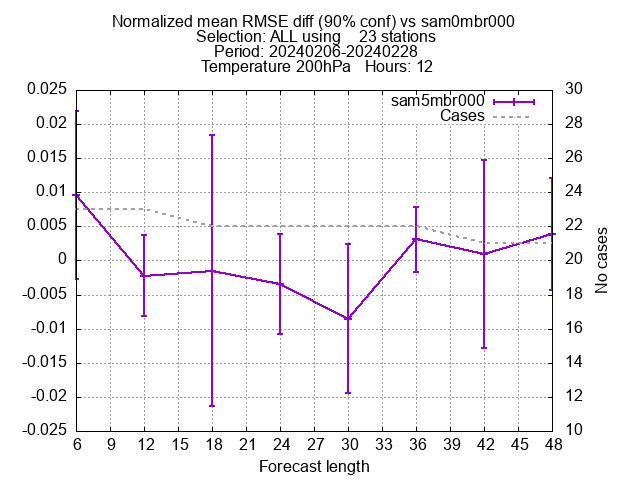 Normalized mean RMSE diff (90% conf) vs sam0mbr000
Selection: ALL using    23 stations
Period: 20240206-20240228
Temperature 200hPa   Hours: 12
sam5mbr000
Cases
0.025
0.02
0.015
0.01
0.005
0
-0.005
-0.01
-0.015
-0.02
-0.025
30
28
26
24
22
20
18
16
14
12
10
No cases
6 9 12 15 18 21 24 27 30 33 36 39 42 45 48
Forecast length